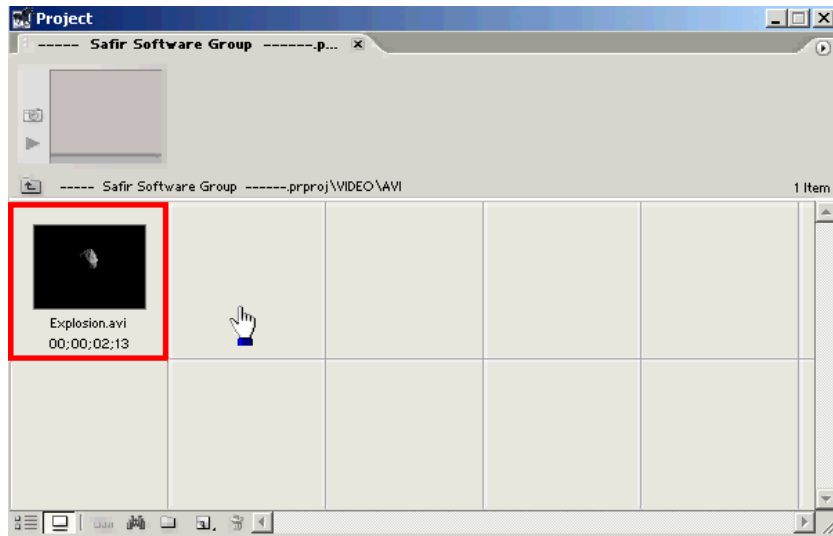 Project
----- Safir Software Group ------.p...
----- Safir Software Group ------.prproj\VIDEO\AVI
1 Item
Explosion.avi
00;00;02;13